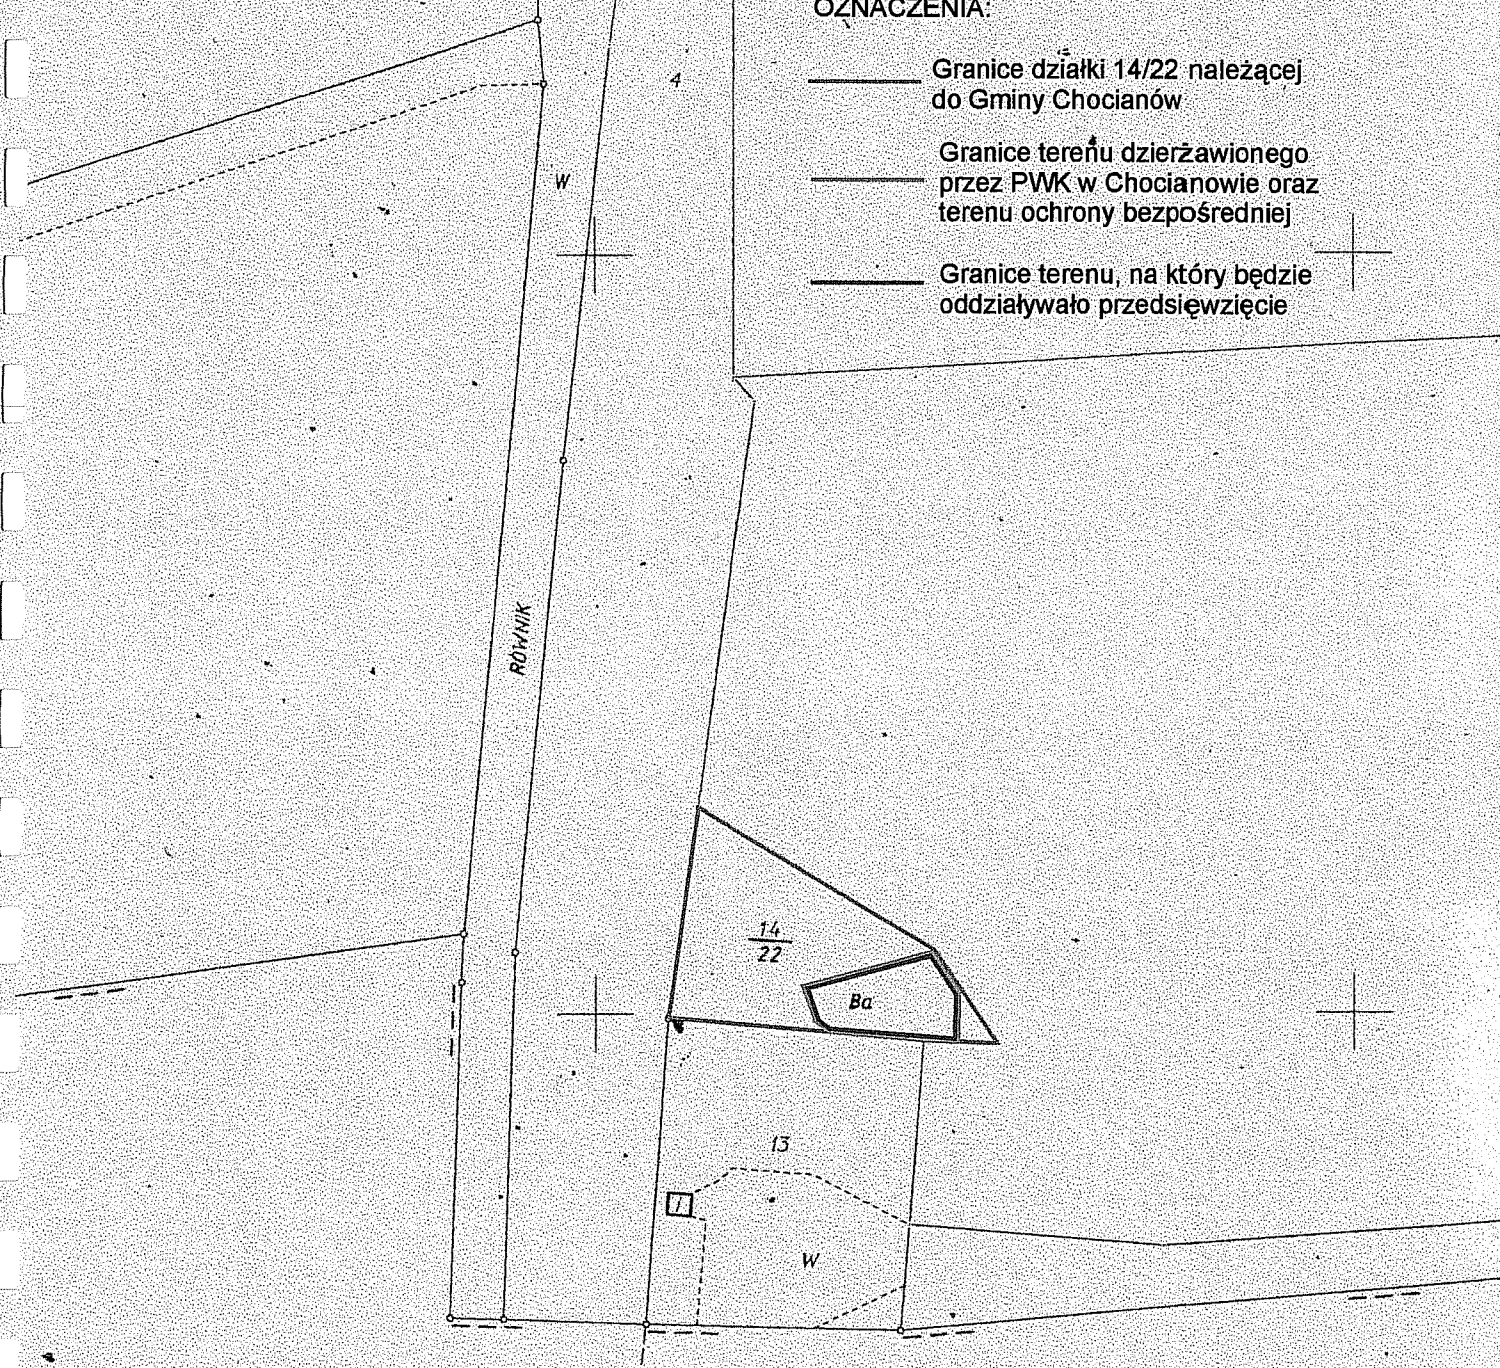 OZNACZENIA:
Granice działki 14/22 należącej
do Gminy Chocianów
Granice terenu dzierżawionego
przez PWK w Chocianowie oraz
terenu ochrony bezpośredniej
Granice terenu, na który będzie
oddziaływało przedsięwzięcie
4
W
RÓWNIK
14
22
Ba
13
1
W